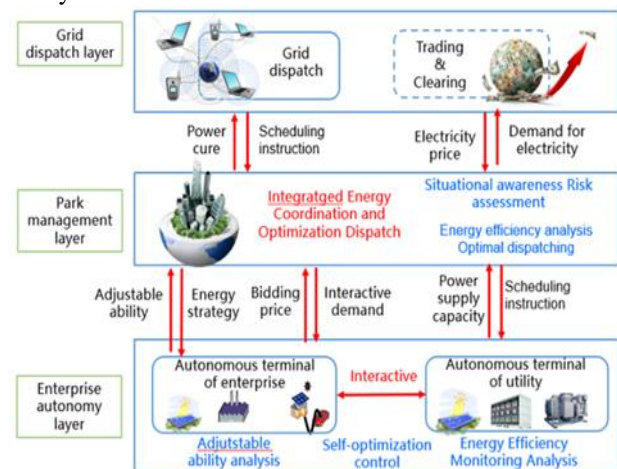 Grid
dispatch layer
Grid
dispatch
Trading
&
Clearing
Power
cure
Scheduling
instruction
Electricity
price
Demand for
electricity
Park
management
layer
Integratged Energy
Coordination and
Optimization Dispatch
Situational awareness Risk
assessment
Energy efficiency analysis
Optimal dispatching
Adjustable
ability
Energy
strategy
Bidding
price
Interactive
demand
Power
supply
capacity
Scheduling
instruction
Enterprise
autonomy
layer
Autonomous terminal
of enterprise
Interactive
Autonomous terminal
of utility
Adjutstable
ability analysis
Self-optimization
control
Energy Efficiency
Monitoring Analysis